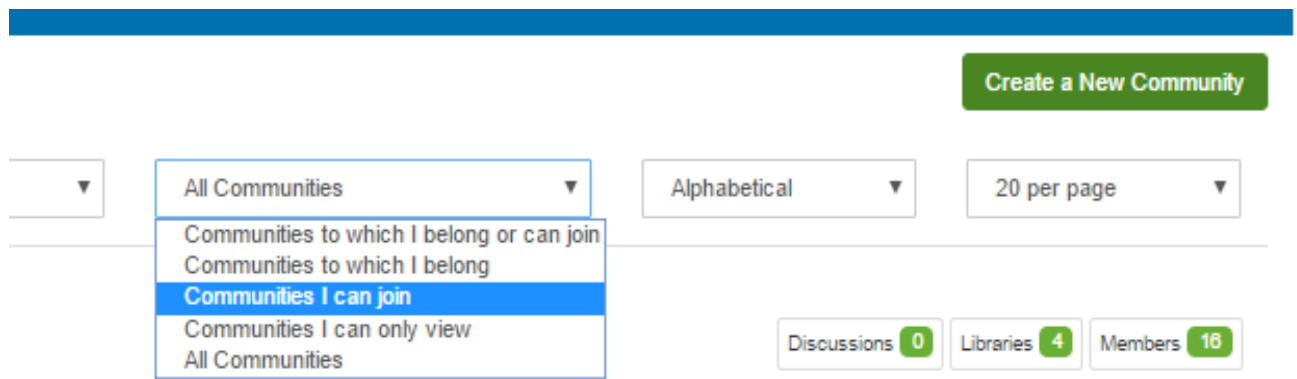 Create a New Community
All Communities
Alphabetical
20 per page
Communities to which I belong or can join
Communities to which I belong
Communities I can join
Communities I can only view
All Communities
Discussions 0
Libraries 4
Members 16